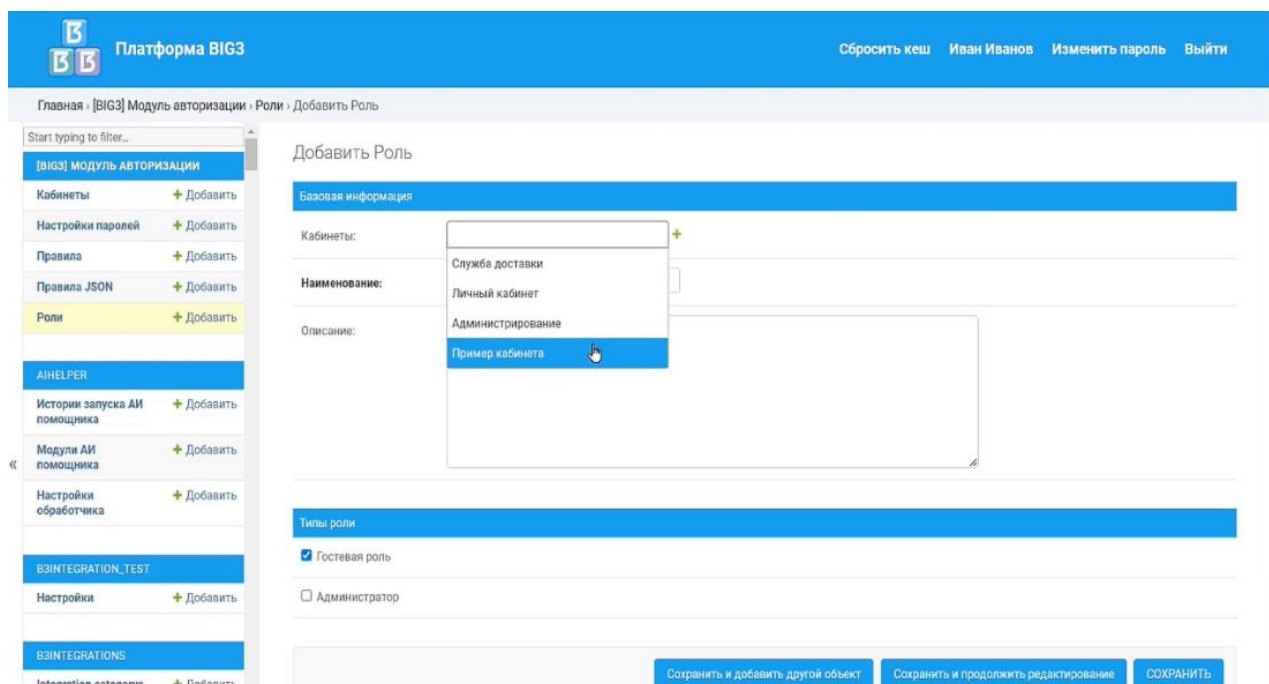 Платформа BIG3
Сбросить кеш Иван Иванов Изменить пароль Выйти
Главная › [BIG3] Модуль авторизации › Роли › Добавить Роль
Start typing to filter...
[BIG3] МОДУЛЬ АВТОРИЗАЦИИ
Кабинеты + Добавить
Настройки паролей + Добавить
Правила + Добавить
Правила JSON + Добавить
Роли + Добавить
AIHELPER
Истории запуска АИ
помощника
+ Добавить
Модули АИ
помощника
+ Добавить
Настройки
обработчика
+ Добавить
B3INTEGRATION_TEST
Настройки + Добавить
B3INTEGRATIONS
Integration category + Добавить
«
Добавить Роль
Базовая информация
Кабинеты: +
Служба доставки
Личный кабинет
Администрирование
Пример кабинета
Наименование:
Описание:
Типы роли
Гостевая роль
Администратор
Сохранить и добавить другой объект Сохранить и продолжить редактирование СОХРАНИТЬ